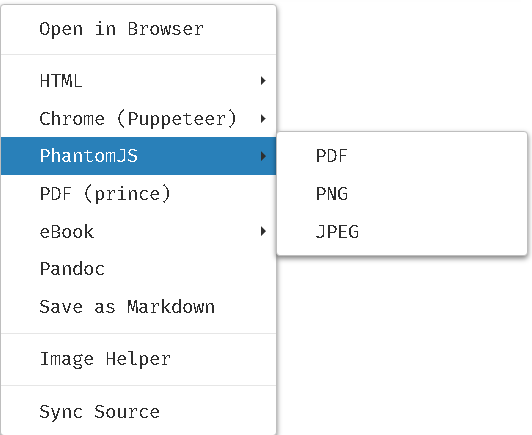 Open in Browser
HTML
Chrome (Puppeteer)
PhantomJS
PDF
PNG
JPEG
PDF (prince)
eBook
Pandoc
Save as Markdown
Image Helper
Sync Source